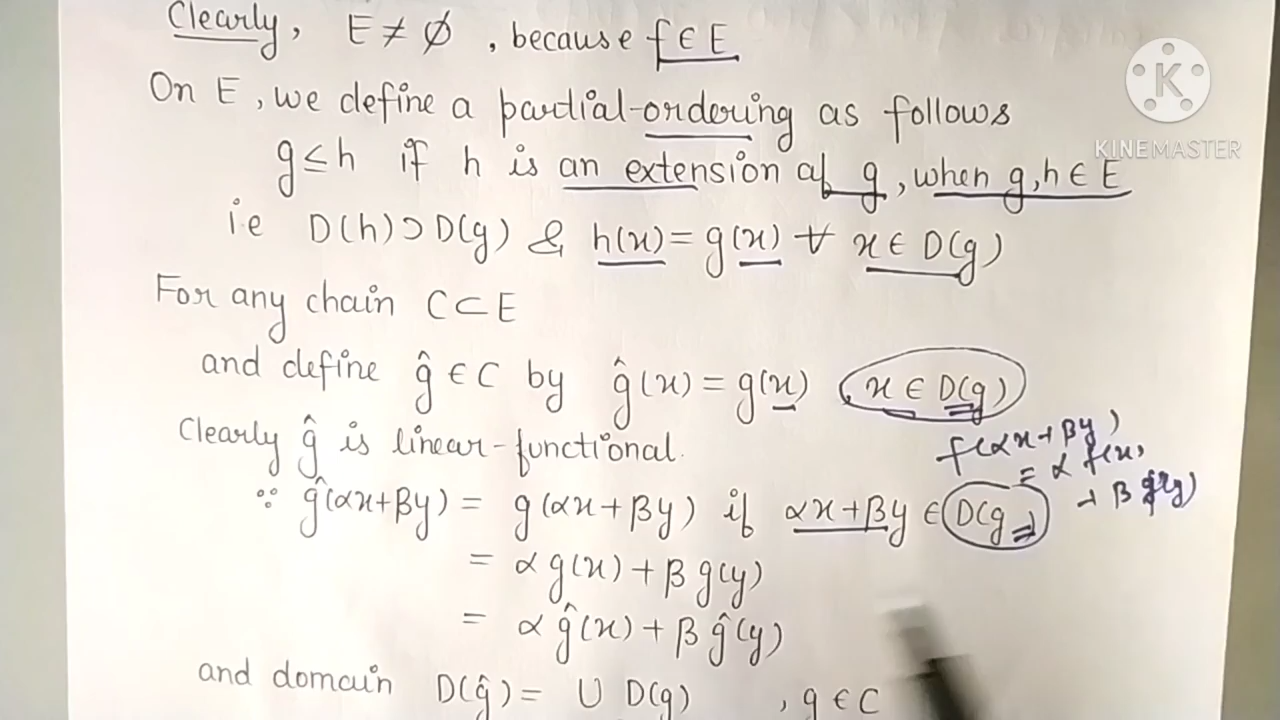 Clearly, E ≠ ∅, because f ∈ E
On E, we define a partial-ordering as follows
g ≤ h if h is an extension of g, when g, h ∈ E
i.e D(h) ⊃ D(g) & h(x) = g(x) ∀ x ∈ D(g)
For any chain C ⊂ E
and define ĝ ∈ C by ĝ(x) = g(x) (x ∈ D(g))
Clearly ĝ is linear-functional.
f(αx + βy)
= α f(x)
+ β f(y)
∵ ĝ(αx+βy) = g(αx+βy) if αx+βy ∈ D(g)
= α g(x) + β g(y)
= α ĝ(x) + β ĝ(y)
and domain D(ĝ) = ∪ D(g) , g ∈ C
K
KINEMASTER